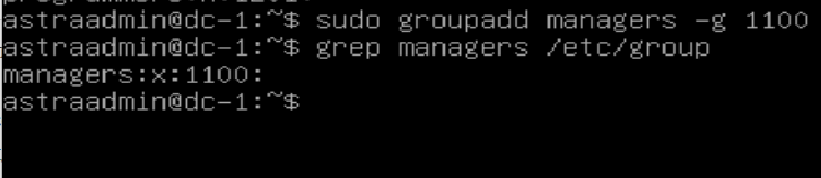 astraadmin@dc-1:~$ sudo groupadd managers -g 1100
astraadmin@dc-1:~$ grep managers /etc/group
managers:x:1100:
astraadmin@dc-1:~$